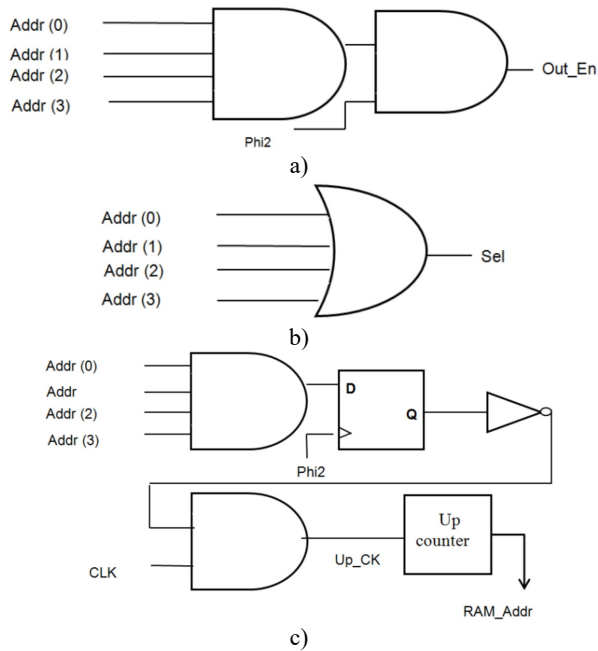 Addr (0)
Addr (1)
Addr (2)
Addr (3)
Out_En
Phi2
a)
Addr (0)
Addr (1)
Addr (2)
Addr (3)
Sel
b)
Addr (0)
Addr
Addr (2)
Addr (3)
D
Q
Phi2
CLK
Up_CK
Up
counter
RAM_Addr
c)